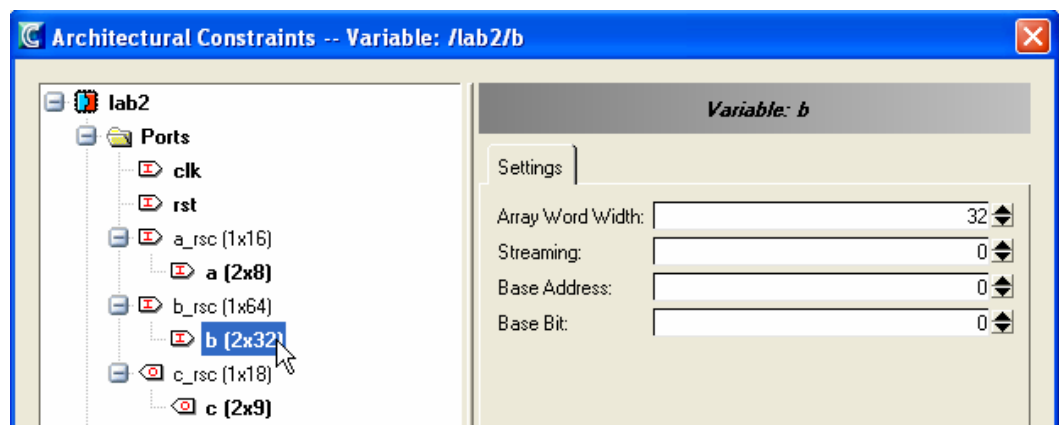 Architectural Constraints -- Variable: /lab2/b
lab2
Ports
clk
rst
a_rsc (1x16)
a (2x8)
b_rsc (1x64)
b (2x32)
c_rsc (1x18)
c (2x9)
Variable: b
Settings
Array Word Width: 32
Streaming: 0
Base Address: 0
Base Bit: 0